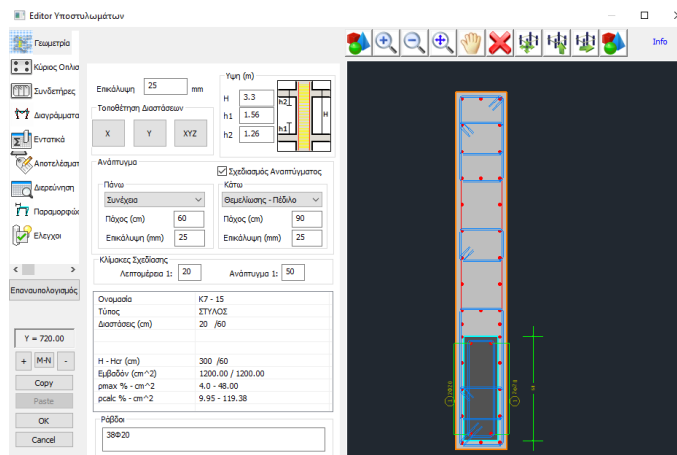 Editor Υποστυλωμάτων
Γεωμετρία
Info
Κύριος Οπλισ
Συνδετήρες
Διαγράμματα
Εντατικά
Αποτελέσματ
Διερεύνηση
Παραμορφώ
Ελεγχοι
< >
Επαναυπολογισμός
Y = 720.00
+ M-N -
Copy
Paste
OK
Cancel
Επικάλυψη 25 mm
Υψη (m)
H 3.3
h1 1.56
h2 1.26
h2
H
h1
Τοποθέτηση Διαστάσεων
X Y XYZ
Ανάπτυγμα
Σχεδιασμός Αναπτύγματος
Πάνω
Συνέχεια
Πάχος (cm) 60
Επικάλυψη (mm) 25
Κάτω
Θεμελίωσης - Πέδιλο
Πάχος (cm) 90
Επικάλυψη (mm) 25
Κλίμακες Σχεδίασης
Λεπτομέρεια 1: 20 Ανάπτυγμα 1: 50
Ονομασία K7 - 15
Τύπος ΣΤΥΛΟΣ
Διαστάσεις (cm) 20 /60
H - Hcr (cm) 300 /60
Εμβαδόν (cm^2) 1200.00 / 1200.00
ρmax % - cm^2 4.0 - 48.00
ρcalc % - cm^2 9.95 - 119.38
Ράβδοι
38Φ20